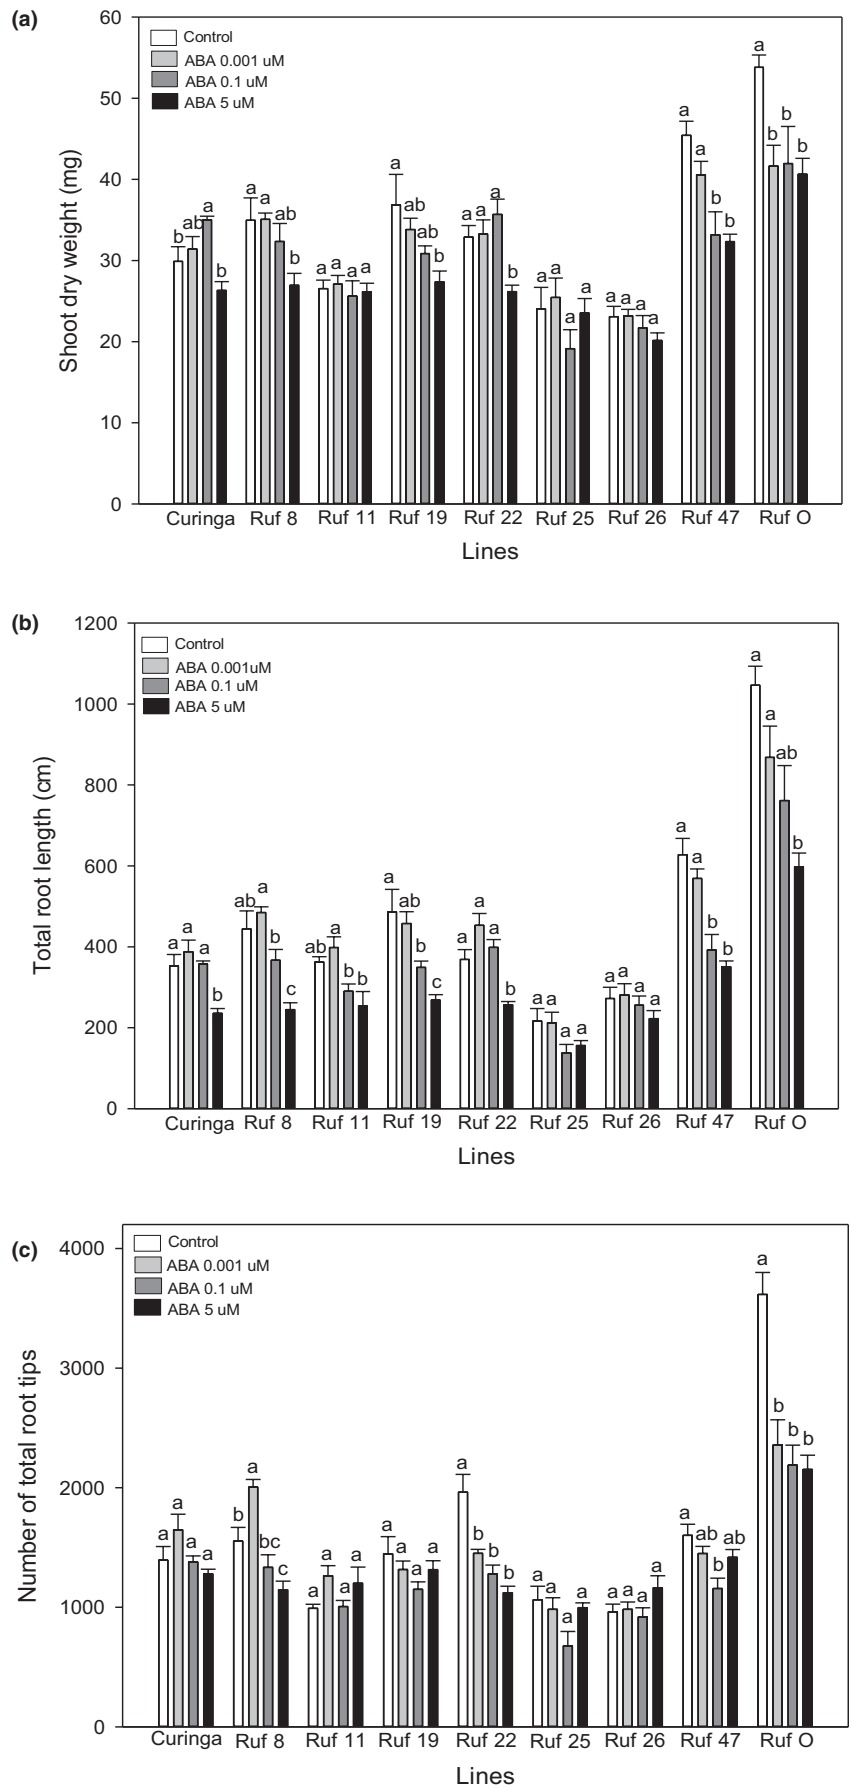 (a)
60
50
40
30
20
10
0
Shoot dry weight (mg)
Control
ABA 0.001 uM
ABA 0.1 uM
ABA 5 uM
b ab a b
a a ab b
a a a a
a ab ab b
a a a b
a a a a
a a a a
a a b b
a b b b
Curinga Ruf 8 Ruf 11 Ruf 19 Ruf 22 Ruf 25 Ruf 26 Ruf 47 Ruf O
Lines
(b)
1200
1000
800
600
400
200
0
Total root length (cm)
Control
ABA 0.001uM
ABA 0.1 uM
ABA 5 uM
a a a b
ab a b c
ab a b b
a ab b c
a a a b
a a a a
a a a a
a a b b
a a ab b
Curinga Ruf 8 Ruf 11 Ruf 19 Ruf 22 Ruf 25 Ruf 26 Ruf 47 Ruf O
Lines
(c)
4000
3000
2000
1000
0
Number of total root tips
Control
ABA 0.001 uM
ABA 0.1 uM
ABA 5 uM
a a a a
b a bc c
a a a a
a a a a
a b b b
a a a a
a a a a
a ab b ab
a b b b
Curinga Ruf 8 Ruf 11 Ruf 19 Ruf 22 Ruf 25 Ruf 26 Ruf 47 Ruf O
Lines